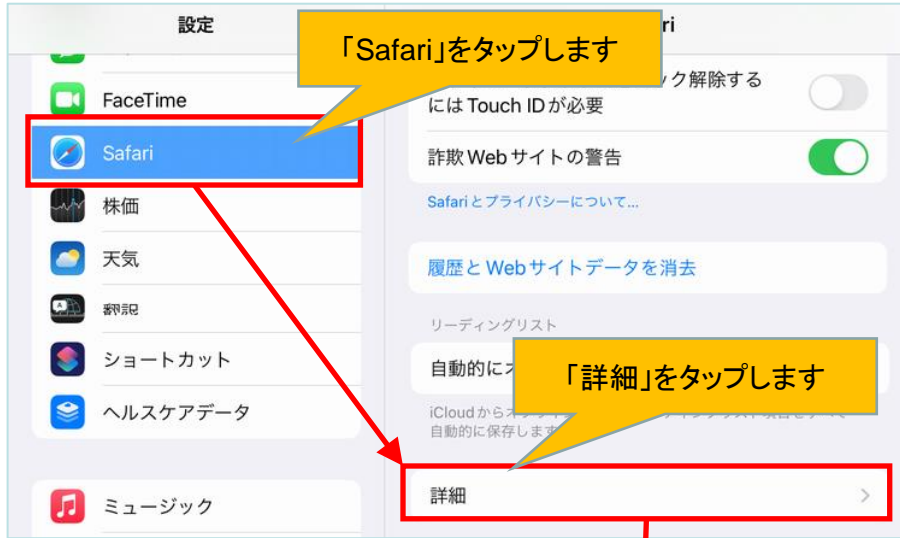 設定
ri
「Safari」をタップします
ック解除する
には Touch ID が必要
FaceTime
Safari
詐欺 Web サイトの警告
株価
Safari とプライバシーについて...
天気
履歴と Web サイトデータを消去
翻訳
リーディングリスト
ショートカット
自動的に
「詳細」をタップします
ヘルスケアデータ
iCloud から
自動的に保存します
詳細
ミュージック